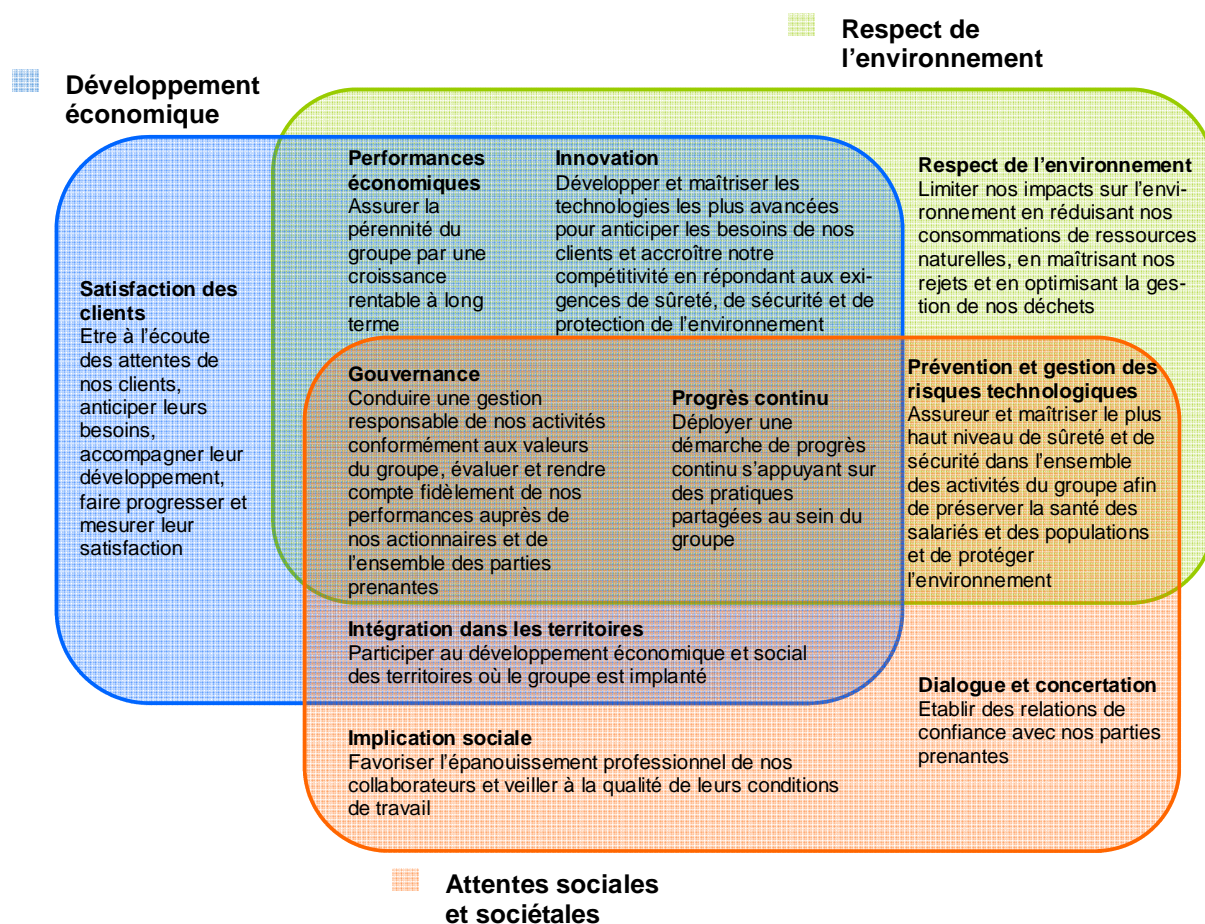 Respect de
l’environnement
Développement
économique
Performances
économiques
Assurer la
pérennité du
groupe par une
croissance
rentable à long
terme
Innovation
Développer et maîtriser les
technologies les plus avancées
pour anticiper les besoins de nos
clients et accroître notre
compétitivité en répondant aux exi-
gences de sûreté, de sécurité et de
protection de l’environnement
Respect de l’environnement
Limiter nos impacts sur l’envi-
ronnement en réduisant nos
consommations de ressources
naturelles, en maîtrisant nos
rejets et en optimisant la ges-
tion de nos déchets
Satisfaction des
clients
Etre à l’écoute
des attentes de
nos clients,
anticiper leurs
besoins,
accompagner leur
développement,
faire progresser et
mesurer leur
satisfaction
Gouvernance
Conduire une gestion
responsable de nos activités
conformément aux valeurs
du groupe, évaluer et rendre
compte fidèlement de nos
performances auprès de
nos actionnaires et de
l’ensemble des parties
prenantes
Progrès continu
Déployer une
démarche de progrès
continu s’appuyant sur
des pratiques
partagées au sein du
groupe
Prévention et gestion des
risques technologiques
Assureur et maîtriser le plus
haut niveau de sûreté et de
sécurité dans l’ensemble
des activités du groupe afin
de préserver la santé des
salariés et des populations
et de protéger
l’environnement
Intégration dans les territoires
Participer au développement économique et social
des territoires où le groupe est implanté
Dialogue et concertation
Etablir des relations de
confiance avec nos parties
prenantes
Implication sociale
Favoriser l’épanouissement professionnel de nos
collaborateurs et veiller à la qualité de leurs conditions
de travail
Attentes sociales
et sociétales